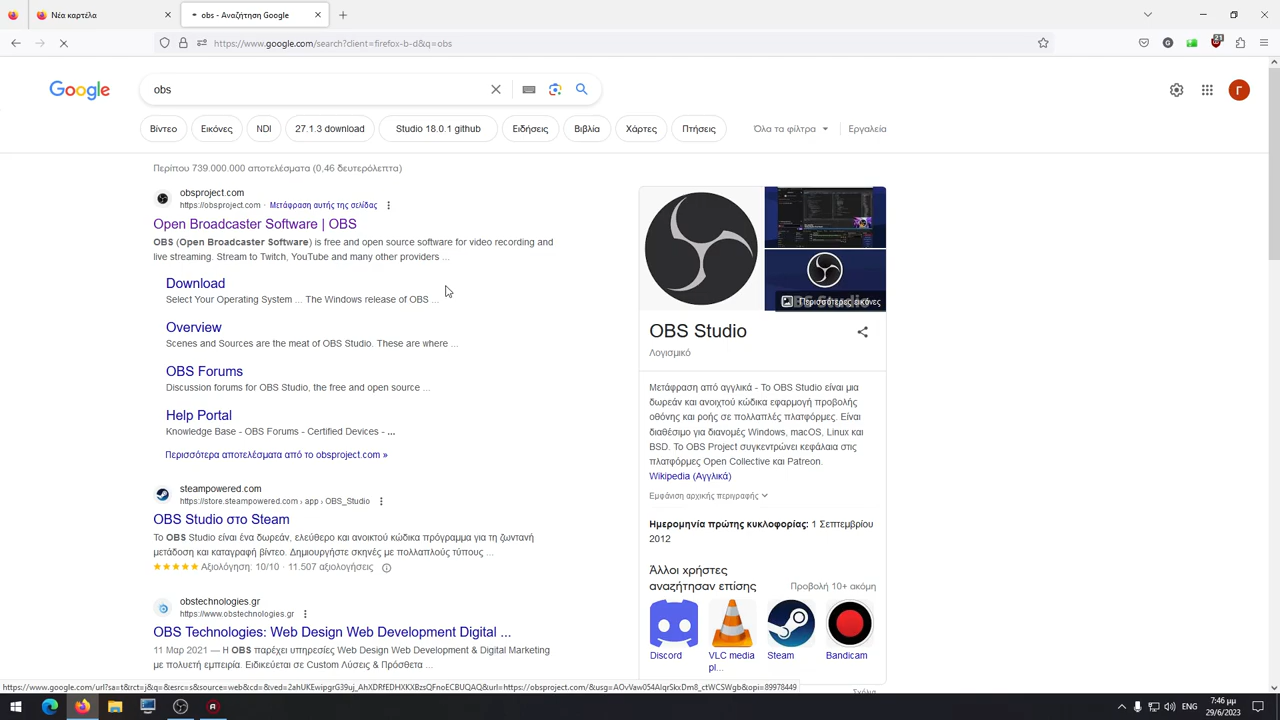 Νέα καρτέλα
obs - Αναζήτηση Google
https://www.google.com/search?client=firefox-b-d&q=obs
21
Google
obs
Γ
Βίντεο
Εικόνες
NDI
27.1.3 download
Studio 18.0.1 github
Ειδήσεις
Βιβλία
Χάρτες
Πτήσεις
Όλα τα φίλτρα
Εργαλεία
Περίπου 739.000.000 αποτελέσματα (0,46 δευτερόλεπτα)
obsproject.com
https://obsproject.com · Μετάφραση αυτής της σελίδας
Open Broadcaster Software | OBS
OBS (Open Broadcaster Software) is free and open source software for video recording and
live streaming. Stream to Twitch, YouTube and many other providers ...
Download
Select Your Operating System ... The Windows release of OBS ...
Overview
Scenes and Sources are the meat of OBS Studio. These are where ...
OBS Forums
Discussion forums for OBS Studio, the free and open source ...
Help Portal
Knowledge Base - OBS Forums - Certified Devices - ...
Περισσότερα αποτελέσματα από το obsproject.com »
steampowered.com
https://store.steampowered.com › app › OBS_Studio
OBS Studio στο Steam
Το OBS Studio είναι ένα δωρεάν, ελεύθερο και ανοικτού κώδικα πρόγραμμα για τη ζωντανή
μετάδοση και καταγραφή βίντεο. Δημιουργήστε σκηνές με πολλαπλούς τύπους ...
Αξιολόγηση: 10/10 · 11.507 αξιολογήσεις
obstechnologies.gr
https://www.obstechnologies.gr
OBS Technologies: Web Design Web Development Digital ...
11 Μαρ 2021 — Η OBS παρέχει υπηρεσίες Web Design Web Development & Digital Marketing
με πολυετή εμπειρία. Ειδικεύεται σε Custom Λύσεις & Πρόσθετα ...
Περισσότερες εικόνες
OBS Studio
OBS Studio
Λογισμικό
Μετάφραση από αγγλικά - Το OBS Studio είναι μια
δωρεάν και ανοιχτού κώδικα εφαρμογή προβολής
οθόνης και ροής σε πολλαπλές πλατφόρμες. Είναι
διαθέσιμο για διανομές Windows, macOS, Linux και
BSD. Το OBS Project συγκεντρώνει κεφάλαια στις
πλατφόρμες Open Collective και Patreon.
Wikipedia (Αγγλικά)
Εμφάνιση αρχικής περιγραφής
Ημερομηνία πρώτης κυκλοφορίας: 1 Σεπτεμβρίου
2012
Άλλοι χρήστες
αναζήτησαν επίσης
Προβολή 10+ ακόμη
Discord
VLC media
pl...
Steam
Bandicam
7:46 μμ
29/6/2023